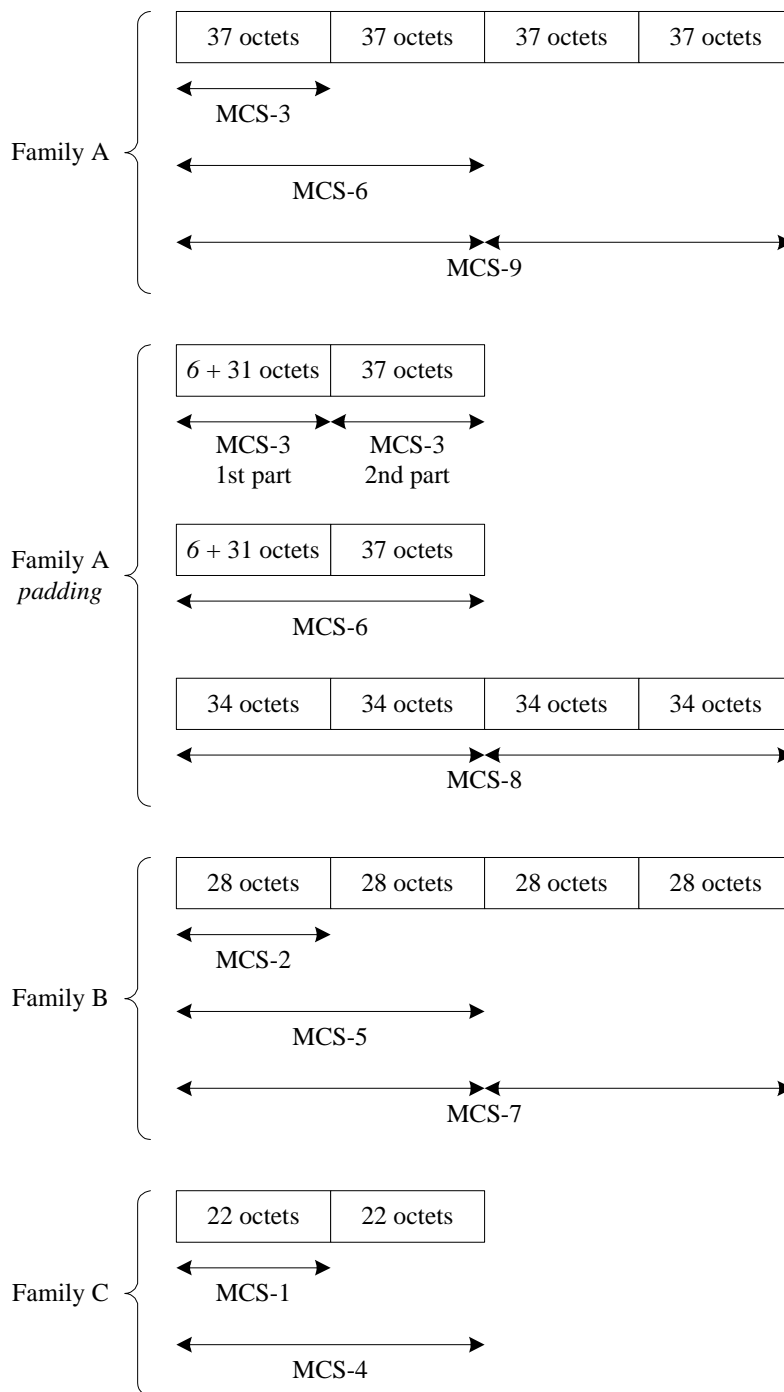 37 octets 37 octets 37 octets 37 octets
MCS-3
Family A
MCS-6
MCS-9
6 + 31 octets 37 octets
MCS-3 MCS-3
1st part 2nd part
6 + 31 octets 37 octets
Family A
padding
MCS-6
34 octets 34 octets 34 octets 34 octets
MCS-8
28 octets 28 octets 28 octets 28 octets
MCS-2
Family B
MCS-5
MCS-7
22 octets 22 octets
MCS-1
Family C
MCS-4